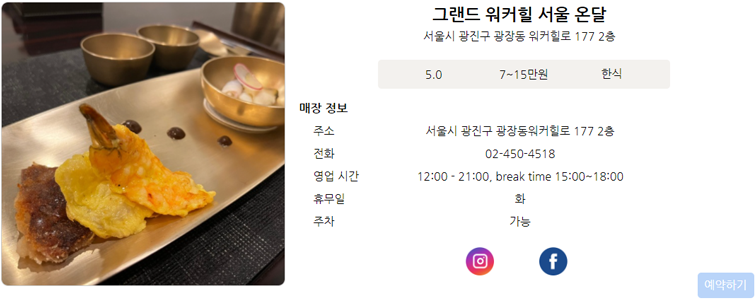 그랜드 워커힐 서울 온달
서울시 광진구 광장동 워커힐로 177 2층
5.0 7~15만원 한식
매장 정보
주소 서울시 광진구 광장동워커힐로 177 2층
전화 02-450-4518
영업 시간 12:00 - 21:00, break time 15:00~18:00
휴무일 화
주차 가능
예약하기